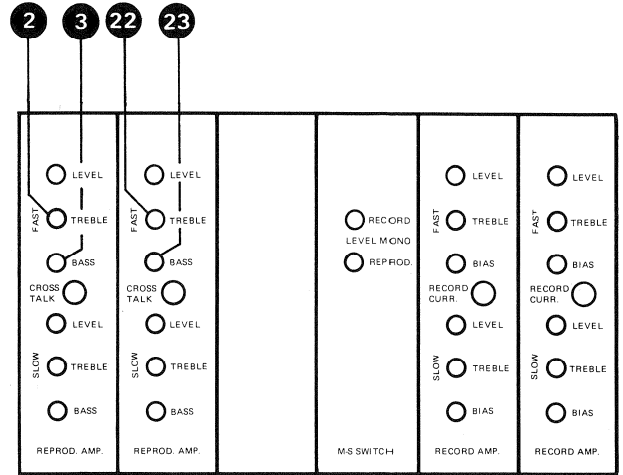 2 3 22 23
LEVEL
FAST
TREBLE
BASS
CROSS
TALK
LEVEL
SLOW
TREBLE
BASS
REPROD. AMP.
LEVEL
FAST
TREBLE
BASS
CROSS
TALK
LEVEL
SLOW
TREBLE
BASS
REPROD. AMP.
RECORD
LEVEL MONO
REPROD.
M-S SWITCH
LEVEL
FAST
TREBLE
BIAS
RECORD
CURR.
LEVEL
SLOW
TREBLE
BIAS
RECORD AMP.
LEVEL
FAST
TREBLE
BIAS
RECORD
CURR.
LEVEL
SLOW
TREBLE
BIAS
RECORD AMP.